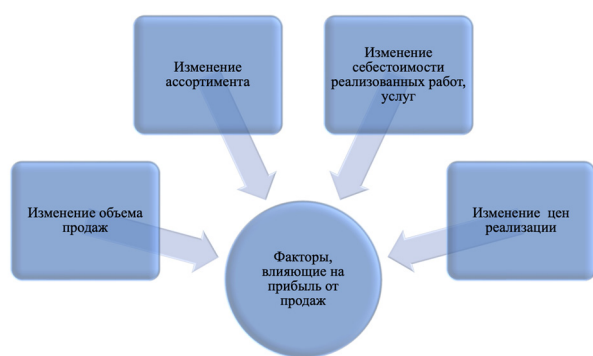 Изменение
ассортимента
Изменение
себестоимости
реализованных работ,
услуг
Изменение объема
продаж
Изменение цен
реализации
Факторы,
влияющие на
прибыль от
продаж